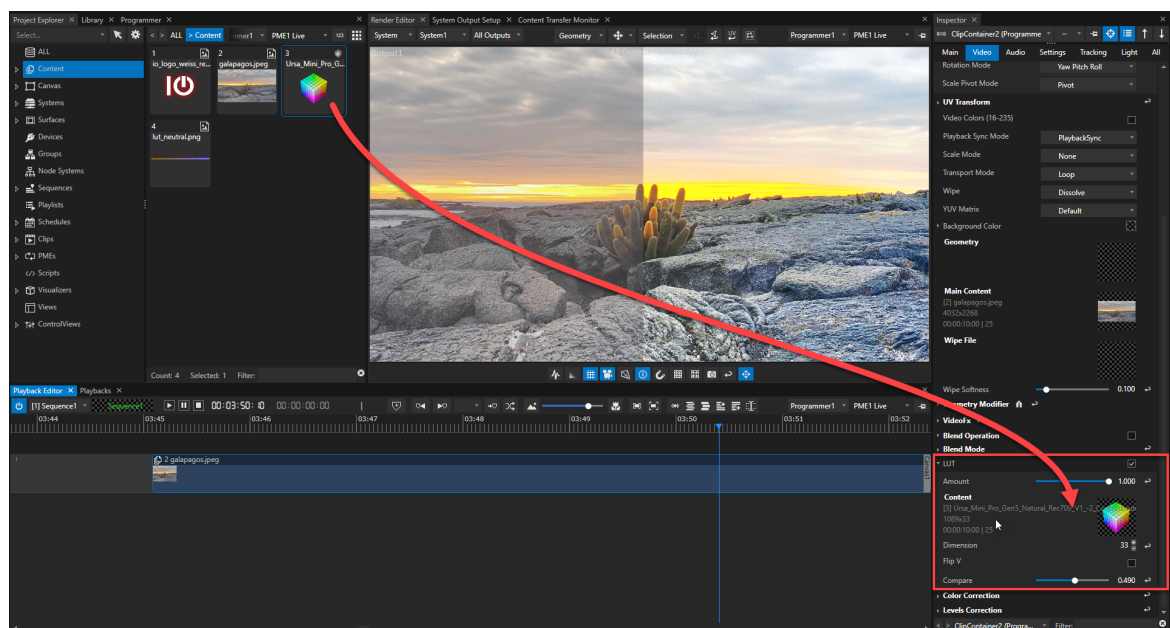 Project Explorer × Library × Programmer ×
Select...
ALL
Content
Canvas
Systems
Surfaces
Devices
Groups
Node Systems
Sequences
Playlists
Schedules
Clips
PMEs
Scripts
Visualizers
Views
ControlViews
< > ALL > Content PME1 Live 123
1
io_logo_weiss_re...
2
galapagos.jpeg
3
Ursa_Mini_Pro_G...
4
lut_neutral.png
Count: 4 Selected: 1 Filter:
Render Editor × System Output Setup × Content Transfer Monitor ×
System System1 All Outputs Geometry Selection UV Programmer1 PME1 Live
Output1
Playback Editor × Playbacks ×
[1] Sequence1 Sequence1 00:03:50:10 00:00:00:00 Programmer1 PME1 Live
03:44 03:45 03:46 03:47 03:48 03:49 03:50 03:51 03:52
1
2 galapagos.jpeg
Inspector ×
ClipContainer2 (Programme
Main Video Audio Settings Tracking Light All
Rotation Mode Yaw Pitch Roll
Scale Pivot Mode Pivot
UV Transform
Video Colors (16-235)
Playback Sync Mode PlaybackSync
Scale Mode None
Transport Mode Loop
Wipe Dissolve
YUV Matrix Default
Background Color
Geometry
Main Content
[2] galapagos.jpeg
4032x2268
00:00:10:00 | 25
Wipe File
Wipe Softness 0.100
Modifier
VideoFx
Blend Operation
Blend Mode
LUT
Amount 1.000
Content
[3] Ursa_Mini_Pro_Gen5_Natural_Rec709_V1_-2
1089x33
00:00:10:00 | 25
Dimension 33
Flip V
Compare 0.490
Color Correction
Levels Correction
< > ClipContainer2 (Progra... Filter: